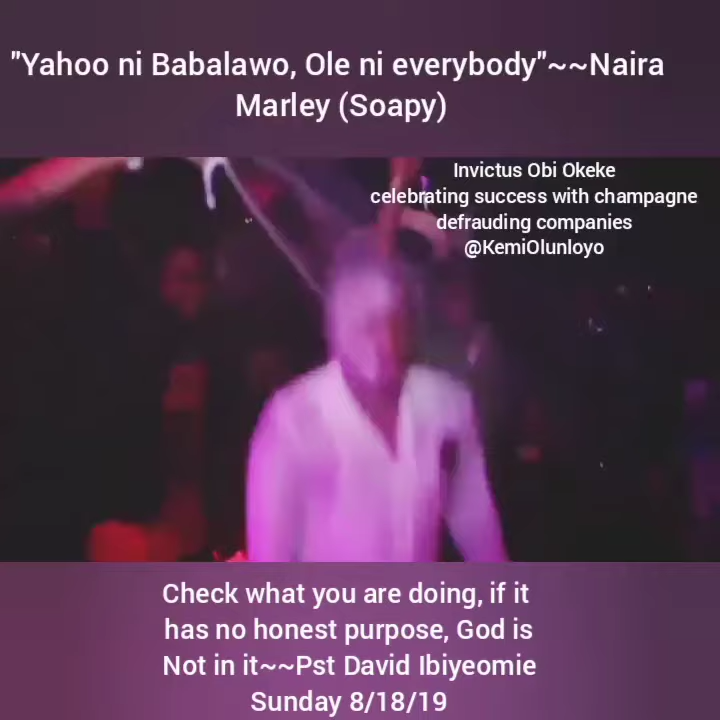 "Yahoo ni Babalawo, Ole ni everybody"~~Naira
Marley (Soapy)
Invictus Obi Okeke
celebrating success with champagne
defrauding companies
@KemiOlunloyo
Check what you are doing, if it
has no honest purpose, God is
Not in it~~Pst David Ibiyeomie
Sunday 8/18/19